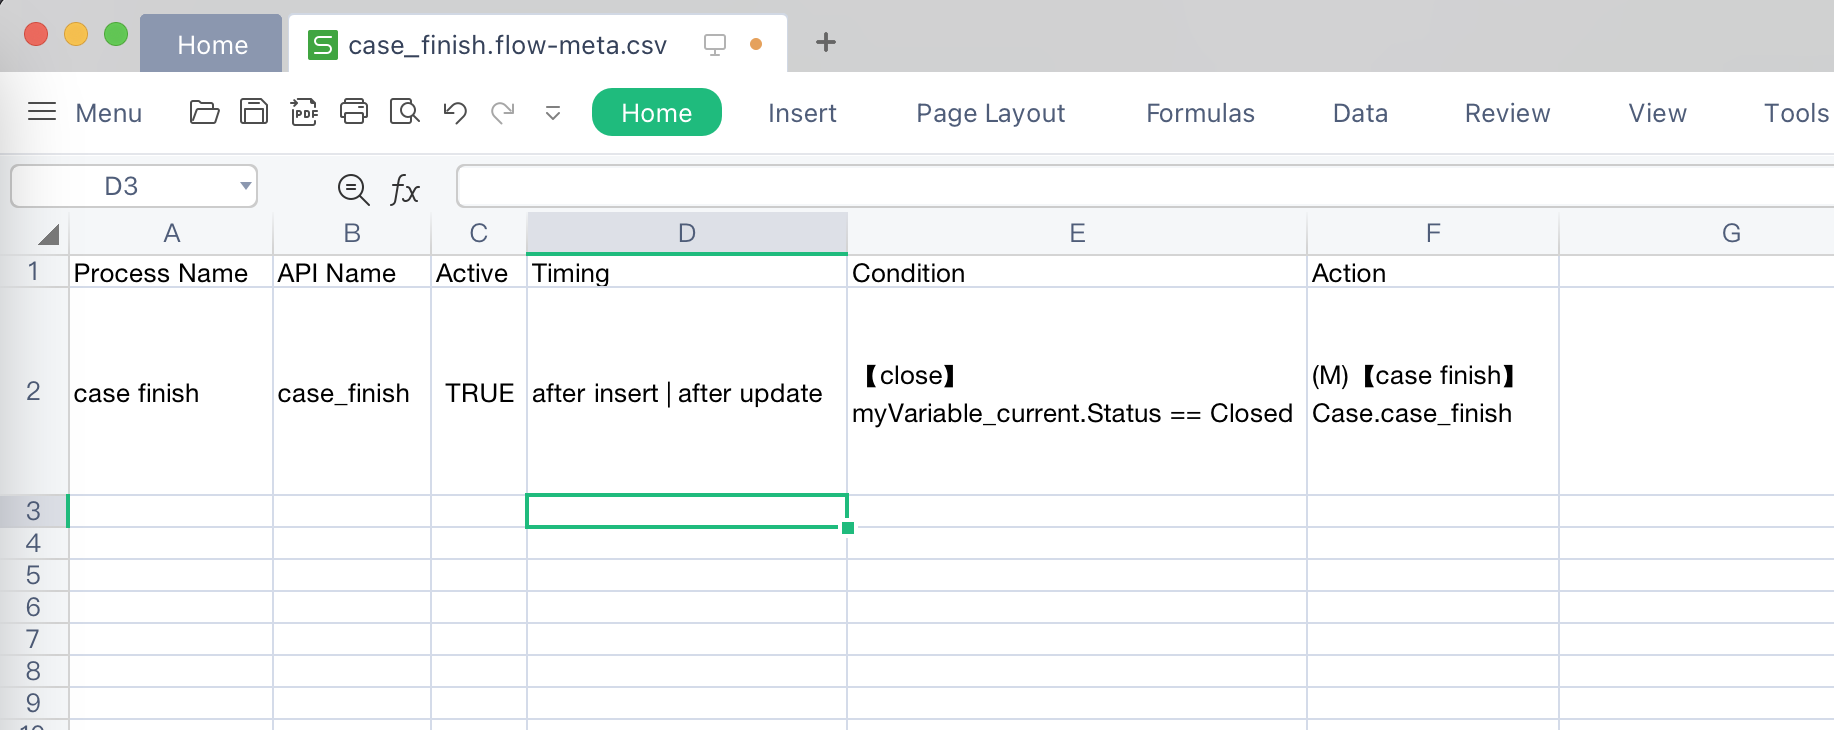 Home
case_finish.flow-meta.csv
Menu
PDF
Home
Insert
Page Layout
Formulas
Data
Review
View
Tools
D3
fx
A B C D E F G
1 Process Name API Name Active Timing Condition Action
2 case finish case_finish TRUE after insert | after update
【close】
myVariable_current.Status == Closed
(M)【case finish】
Case.case_finish
3
4
5
6
7
8
9
10